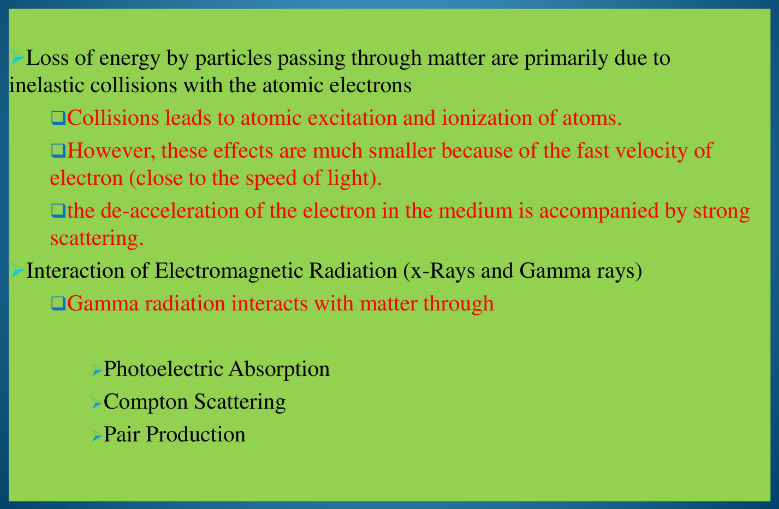 ➢Loss of energy by particles passing through matter are primarily due to
inelastic collisions with the atomic electrons
❑Collisions leads to atomic excitation and ionization of atoms.
❑However, these effects are much smaller because of the fast velocity of
electron (close to the speed of light).
❑the de-acceleration of the electron in the medium is accompanied by strong
scattering.
➢Interaction of Electromagnetic Radiation (x-Rays and Gamma rays)
❑Gamma radiation interacts with matter through
➢Photoelectric Absorption
➢Compton Scattering
➢Pair Production